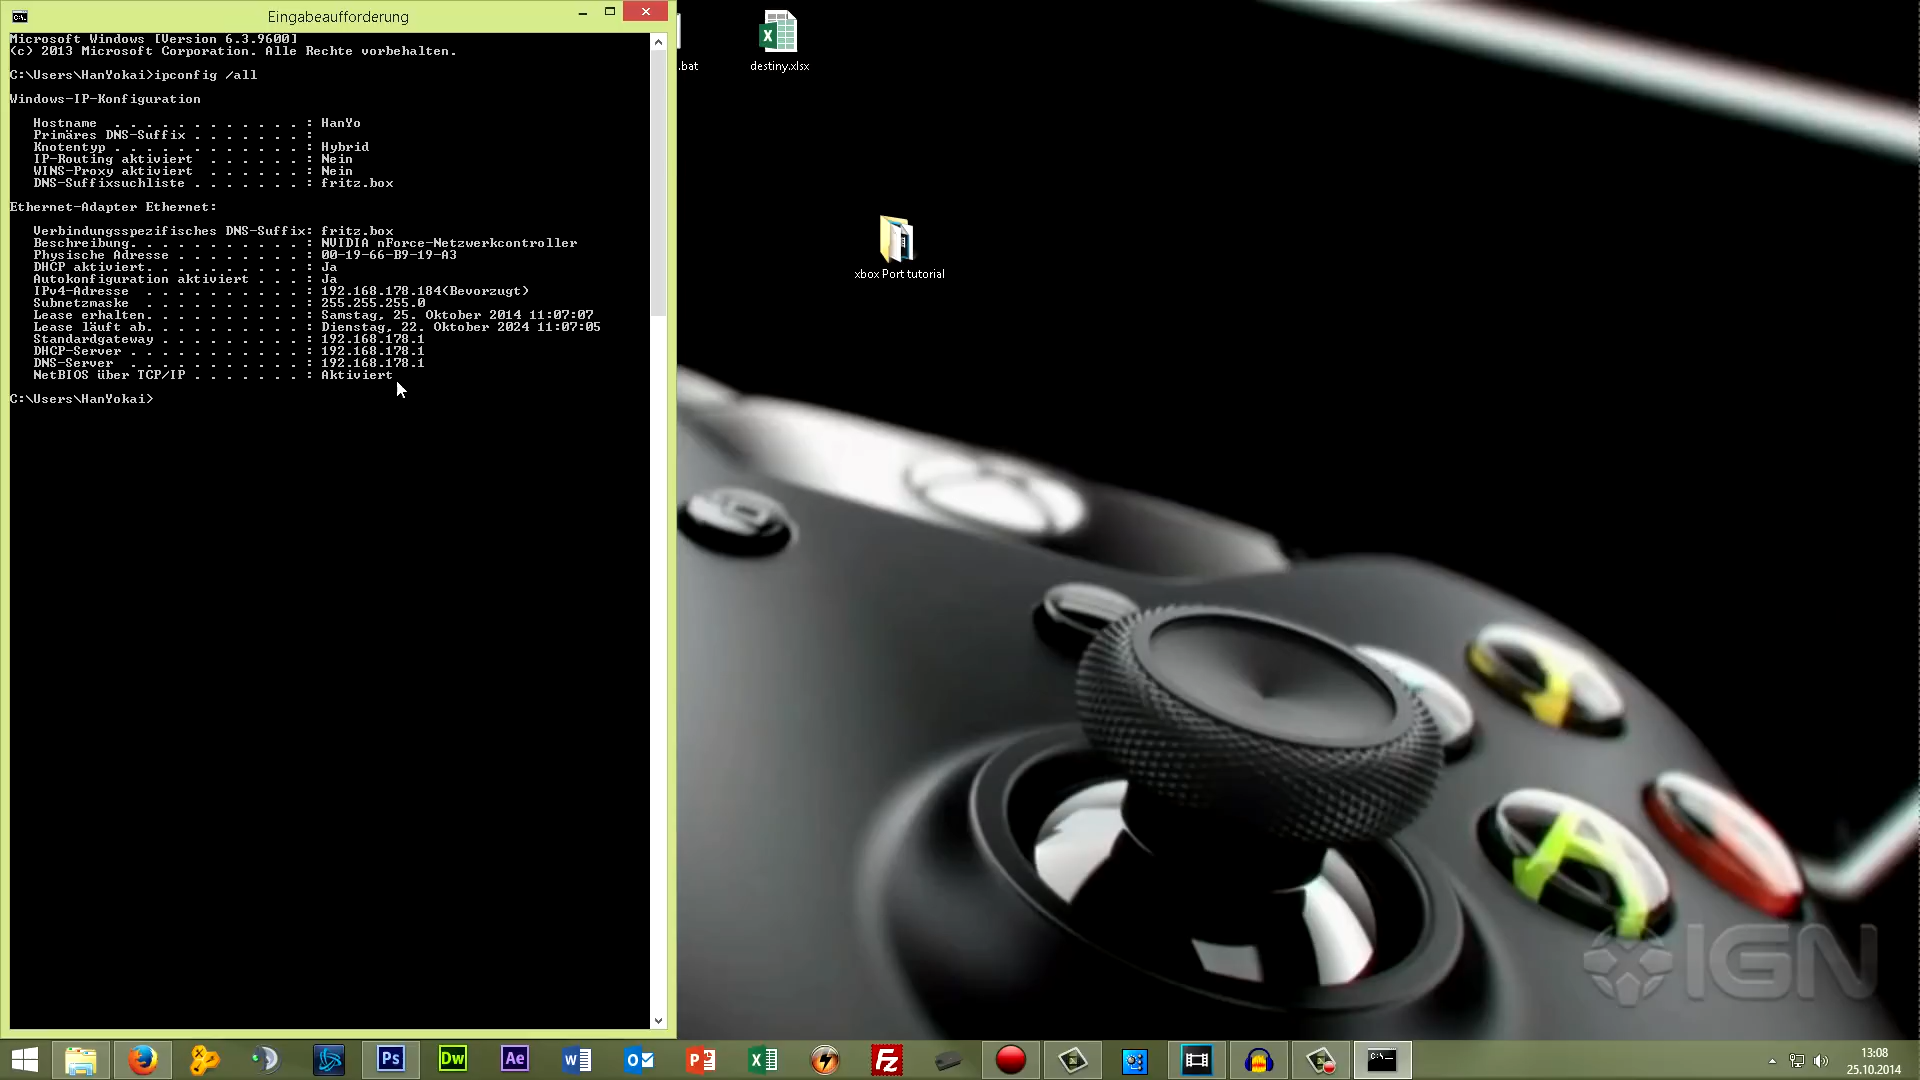 Eingabeaufforderung
Microsoft Windows [Version 6.3.9600]
(c) 2013 Microsoft Corporation. Alle Rechte vorbehalten.
C:\Users\HanYokai>ipconfig /all
Windows-IP-Konfiguration
Hostname . . . . . . . . . . . . . : HanYo
Primäres DNS-Suffix . . . . . . . :
Knotentyp . . . . . . . . . . . . : Hybrid
IP-Routing aktiviert . . . . . . : Nein
WINS-Proxy aktiviert . . . . . . : Nein
DNS-Suffixsuchliste . . . . . . . : fritz.box
Ethernet-Adapter Ethernet:
Verbindungsspezifisches DNS-Suffix: fritz.box
Beschreibung. . . . . . . . . . . : NVIDIA nForce-Netzwerkcontroller
Physische Adresse . . . . . . . . : 00-19-66-B9-19-A3
DHCP aktiviert. . . . . . . . . . : Ja
Autokonfiguration aktiviert . . . : Ja
IPv4-Adresse . . . . . . . . . . : 192.168.178.184(Bevorzugt)
Subnetzmaske . . . . . . . . . . : 255.255.255.0
Lease erhalten. . . . . . . . . . : Samstag, 25. Oktober 2014 11:07:07
Lease läuft ab. . . . . . . . . . : Dienstag, 22. Oktober 2024 11:07:05
Standardgateway . . . . . . . . . : 192.168.178.1
DHCP-Server . . . . . . . . . . . : 192.168.178.1
DNS-Server . . . . . . . . . . . : 192.168.178.1
NetBIOS über TCP/IP . . . . . . . : Aktiviert
C:\Users\HanYokai>
.bat
destiny.xlsx
xbox Port tutorial
IGN
Ps
Dw
Ae
13:08
25.10.2014